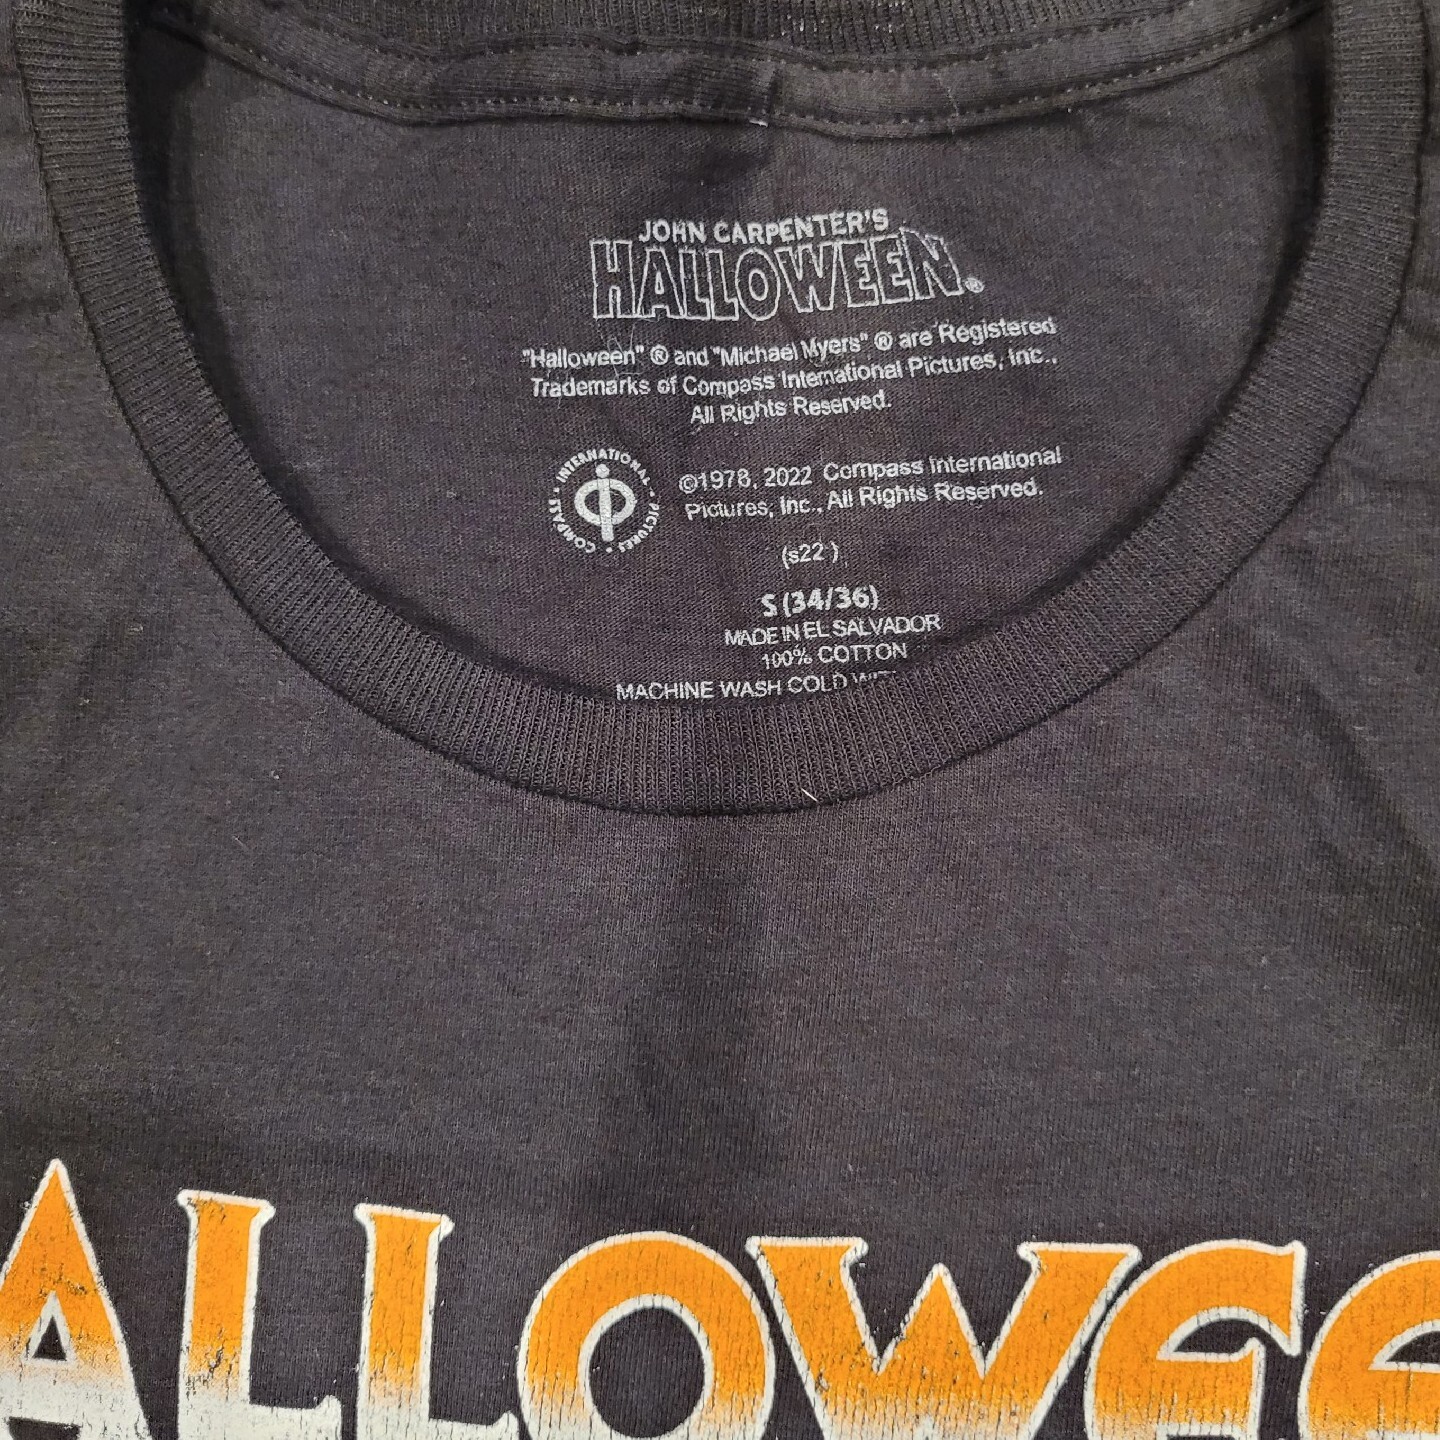 JOHN CARPENTER'S
HALLOWEEN®
"Halloween" ® and "Michael Myers" ® are Registered
Trademarks of Compass International Pictures, Inc.,
All Rights Reserved.
COMPASS • INTERNATIONAL • PICTURES •
©1978, 2022 Compass International
Pictures, Inc., All Rights Reserved.
(s22 )
S (34/36)
MADE IN EL SALVADOR
100% COTTON
MACHINE WASH COLD
ALLOWEE